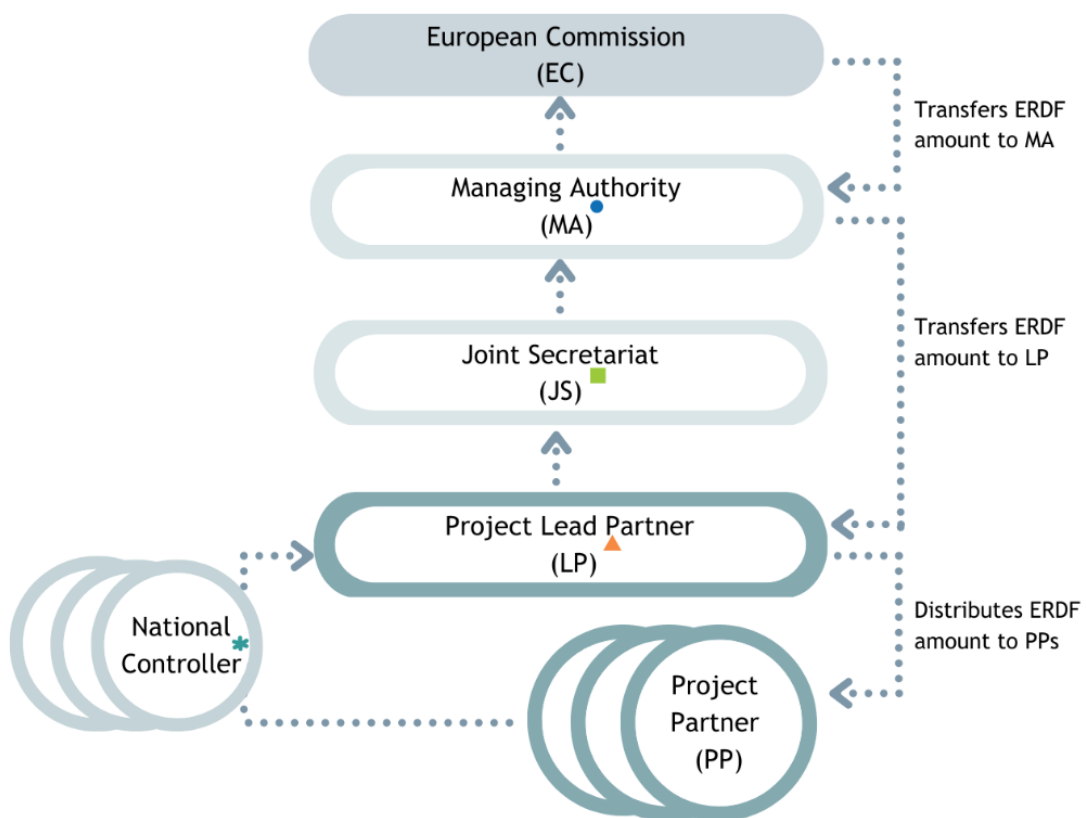 European Commission
(EC)
Transfers ERDF
amount to MA
Managing Authority
(MA)
Transfers ERDF
amount to LP
Joint Secretariat
(JS)
Project Lead Partner
(LP)
National
Controller
*
Distributes ERDF
amount to PPs
Project
Partner
(PP)